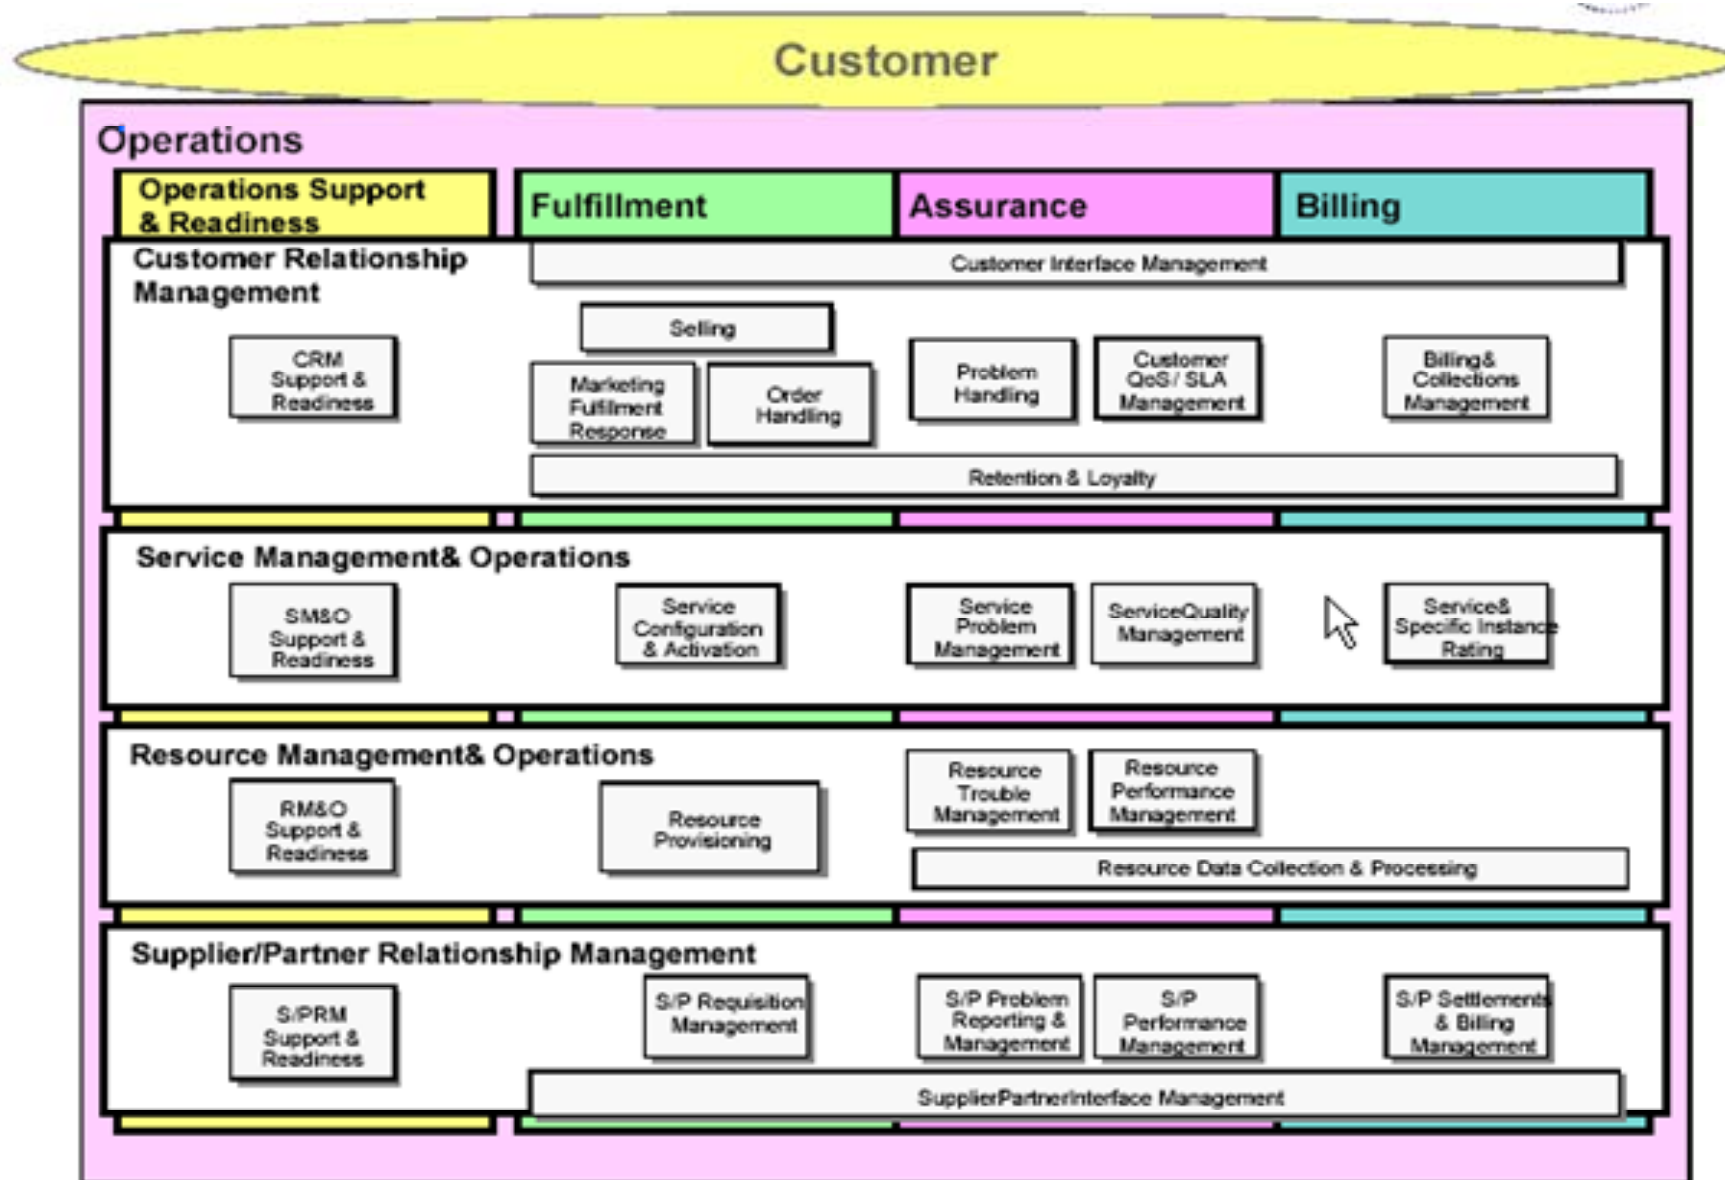 Customer
Operations
Operations Support
& Readiness
Fulfillment
Assurance
Billing
Customer Relationship
Management
Customer Interface Management
Selling
CRM
Support &
Readiness
Marketing
Fulfillment
Response
Order
Handling
Problem
Handling
Customer
QoS/ SLA
Management
Billing&
Collections
Management
Retention & Loyalty
Service Management& Operations
SM&O
Support &
Readiness
Service
Configuration
& Activation
Service
Problem
Management
ServiceQuality
Management
Service&
Specific Instance
Rating
Resource Management& Operations
RM&O
Support &
Readiness
Resource
Provisioning
Resource
Trouble
Management
Resource
Performance
Management
Resource Data Collection & Processing
Supplier/Partner Relationship Management
S/PRM
Support &
Readiness
S/P Requisition
Management
S/P Problem
Reporting &
Management
S/P
Performance
Management
S/P Settlements
& Billing
Management
SupplierPartnerInterface Management